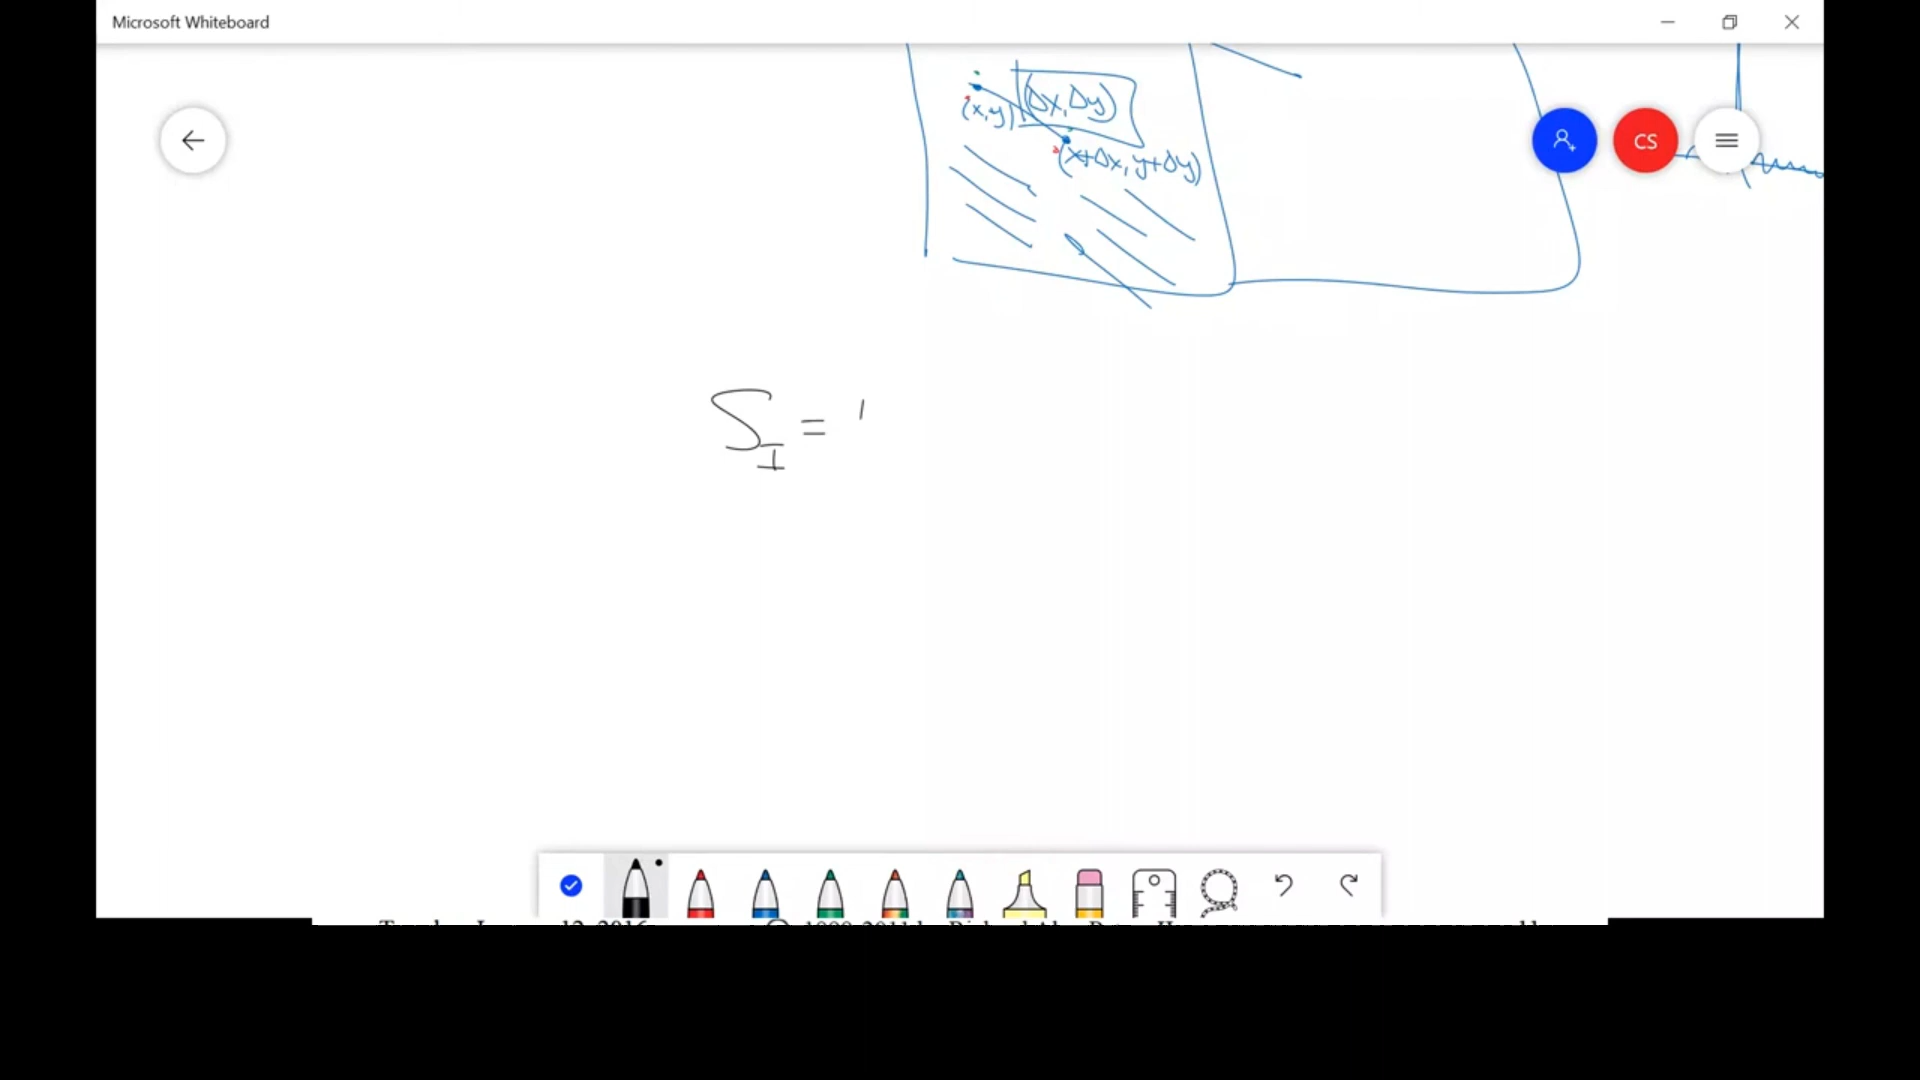 Microsoft Whiteboard
(x,y) (Δx,Δy)
(x+Δx, y+Δy)
CS
S_I = '